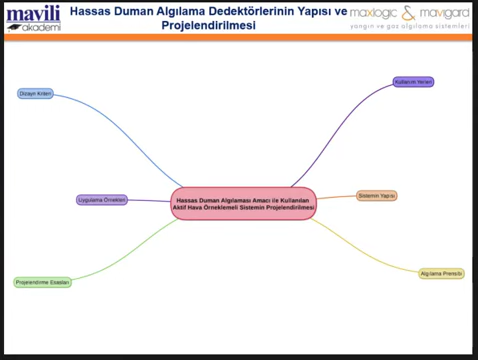 mavili
akademi
Hassas Duman Algılama Dedektörlerinin Yapısı ve
Projelendirilmesi
maxlogic & mavigard
yangın ve gaz algılama sistemleri
Dizayn Kriteri
Kullanım Yerleri
Uygulama Örnekleri
Hassas Duman Algılaması Amacı ile Kullanılan
Aktif Hava Örneklemeli Sistemin Projelendirilmesi
Sistemin Yapısı
Projelendirme Esasları
Algılama Prensibi